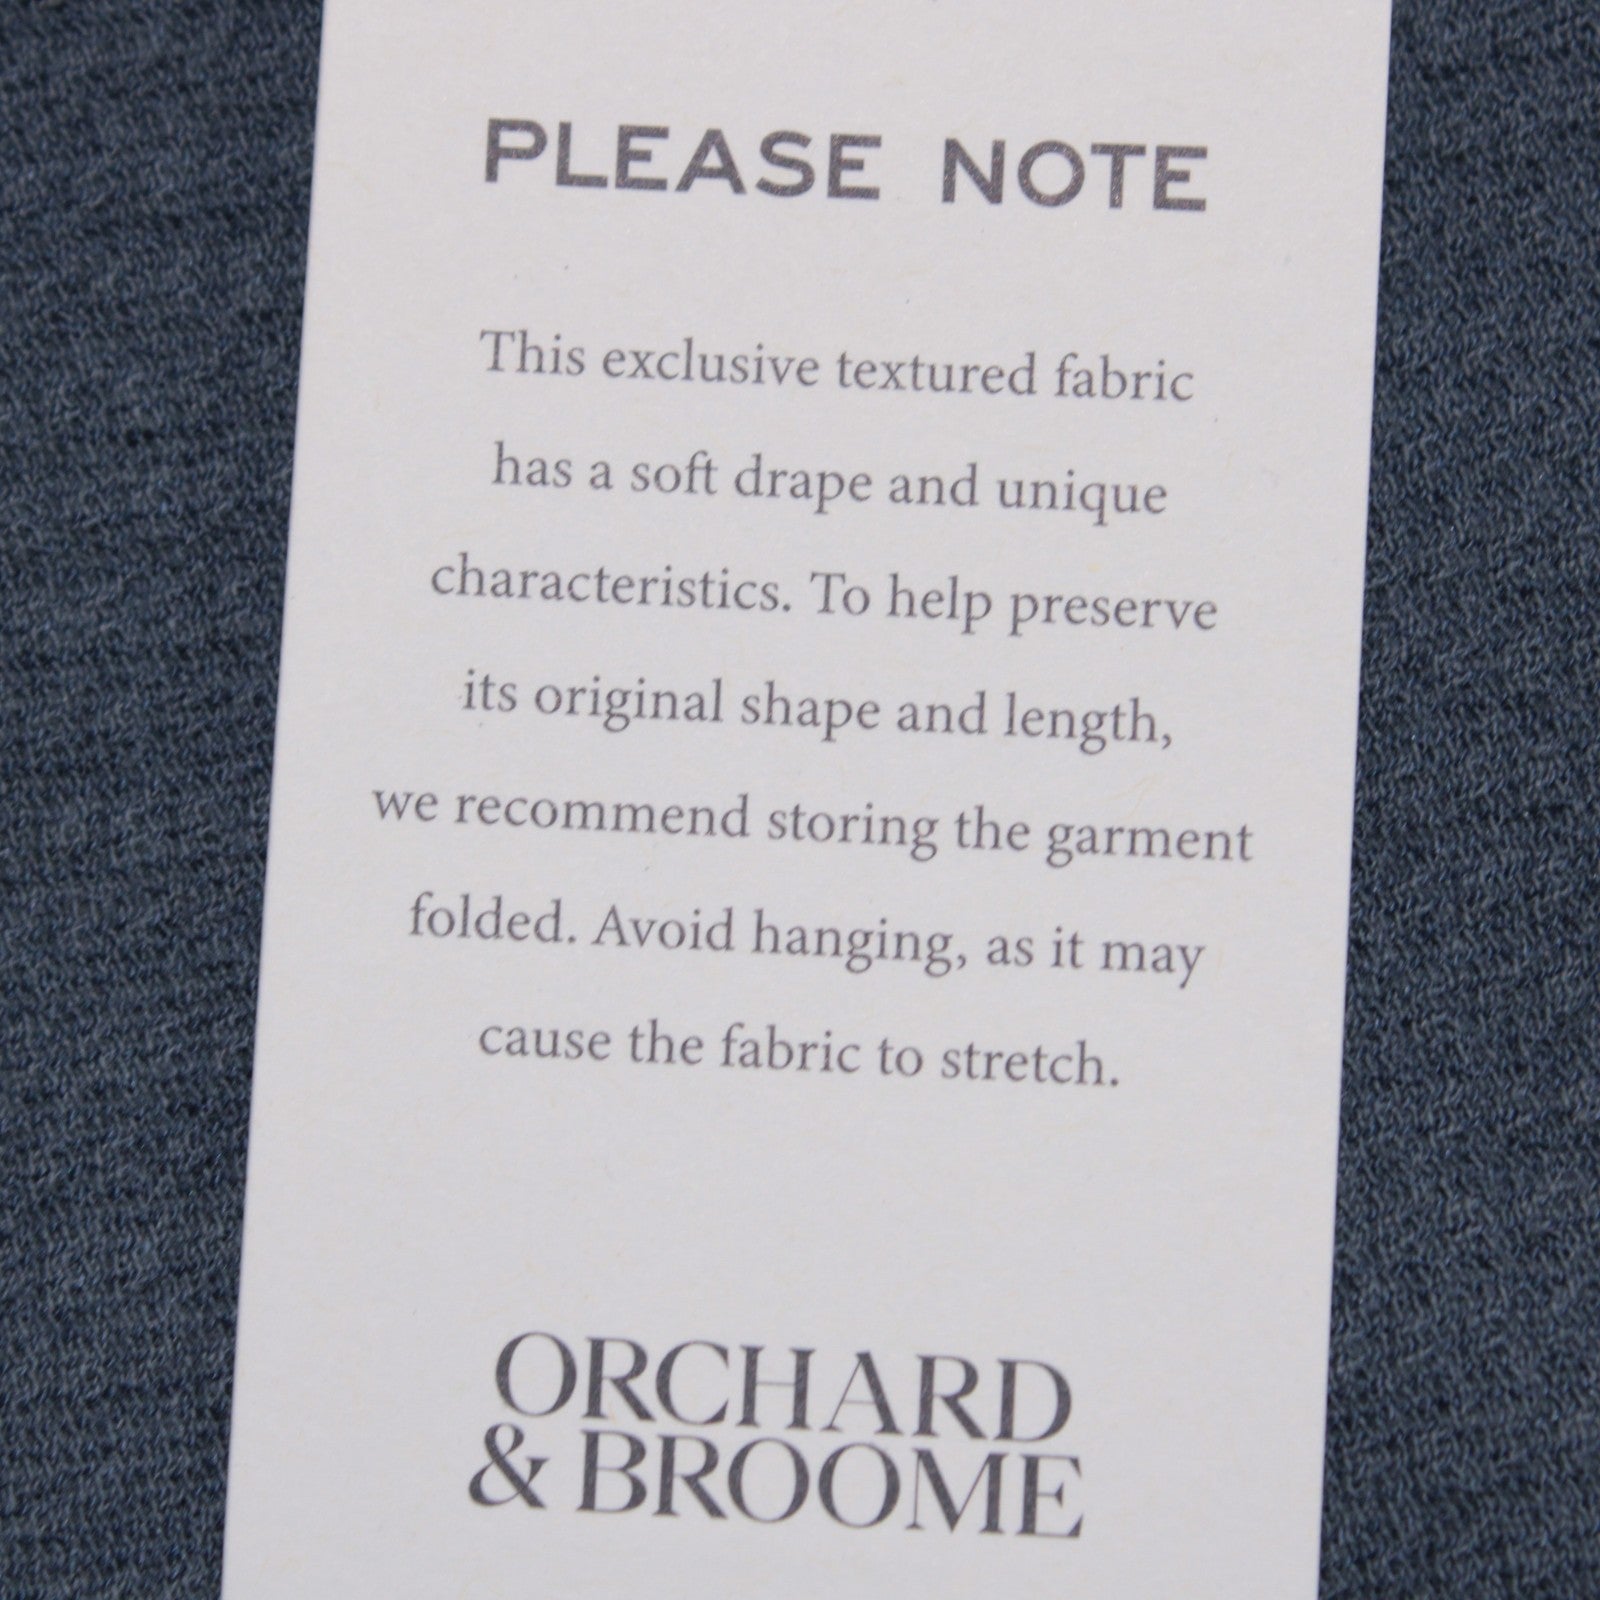 PLEASE NOTE
This exclusive textured fabric
has a soft drape and unique
characteristics. To help preserve
its original shape and length,
we recommend storing the garment
folded. Avoid hanging, as it may
cause the fabric to stretch.
ORCHARD
& BROOME